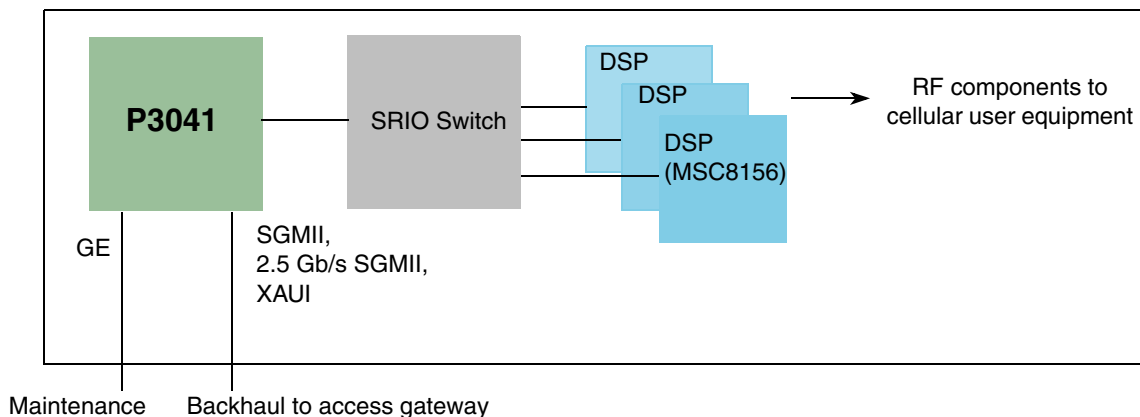 P3041
SRIO Switch
DSP
DSP
DSP
(MSC8156)
RF components to
cellular user equipment
GE
SGMII,
2.5 Gb/s SGMII,
XAUI
Maintenance
Backhaul to access gateway